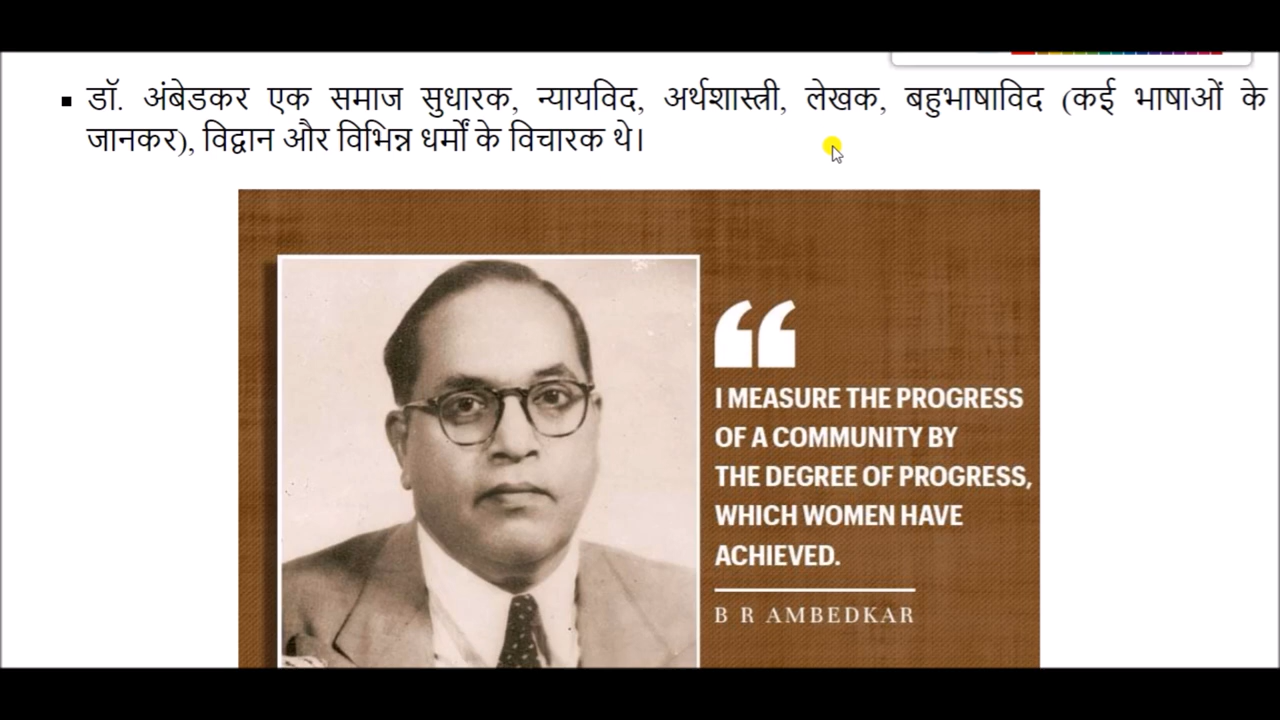 ▪ डॉ. अंबेडकर एक समाज सुधारक, न्यायविद, अर्थशास्त्री, लेखक, बहुभाषाविद (कई भाषाओं के
जानकर), विद्वान और विभिन्न धर्मों के विचारक थे।
“
I MEASURE THE PROGRESS
OF A COMMUNITY BY
THE DEGREE OF PROGRESS,
WHICH WOMEN HAVE
ACHIEVED.
B R AMBEDKAR